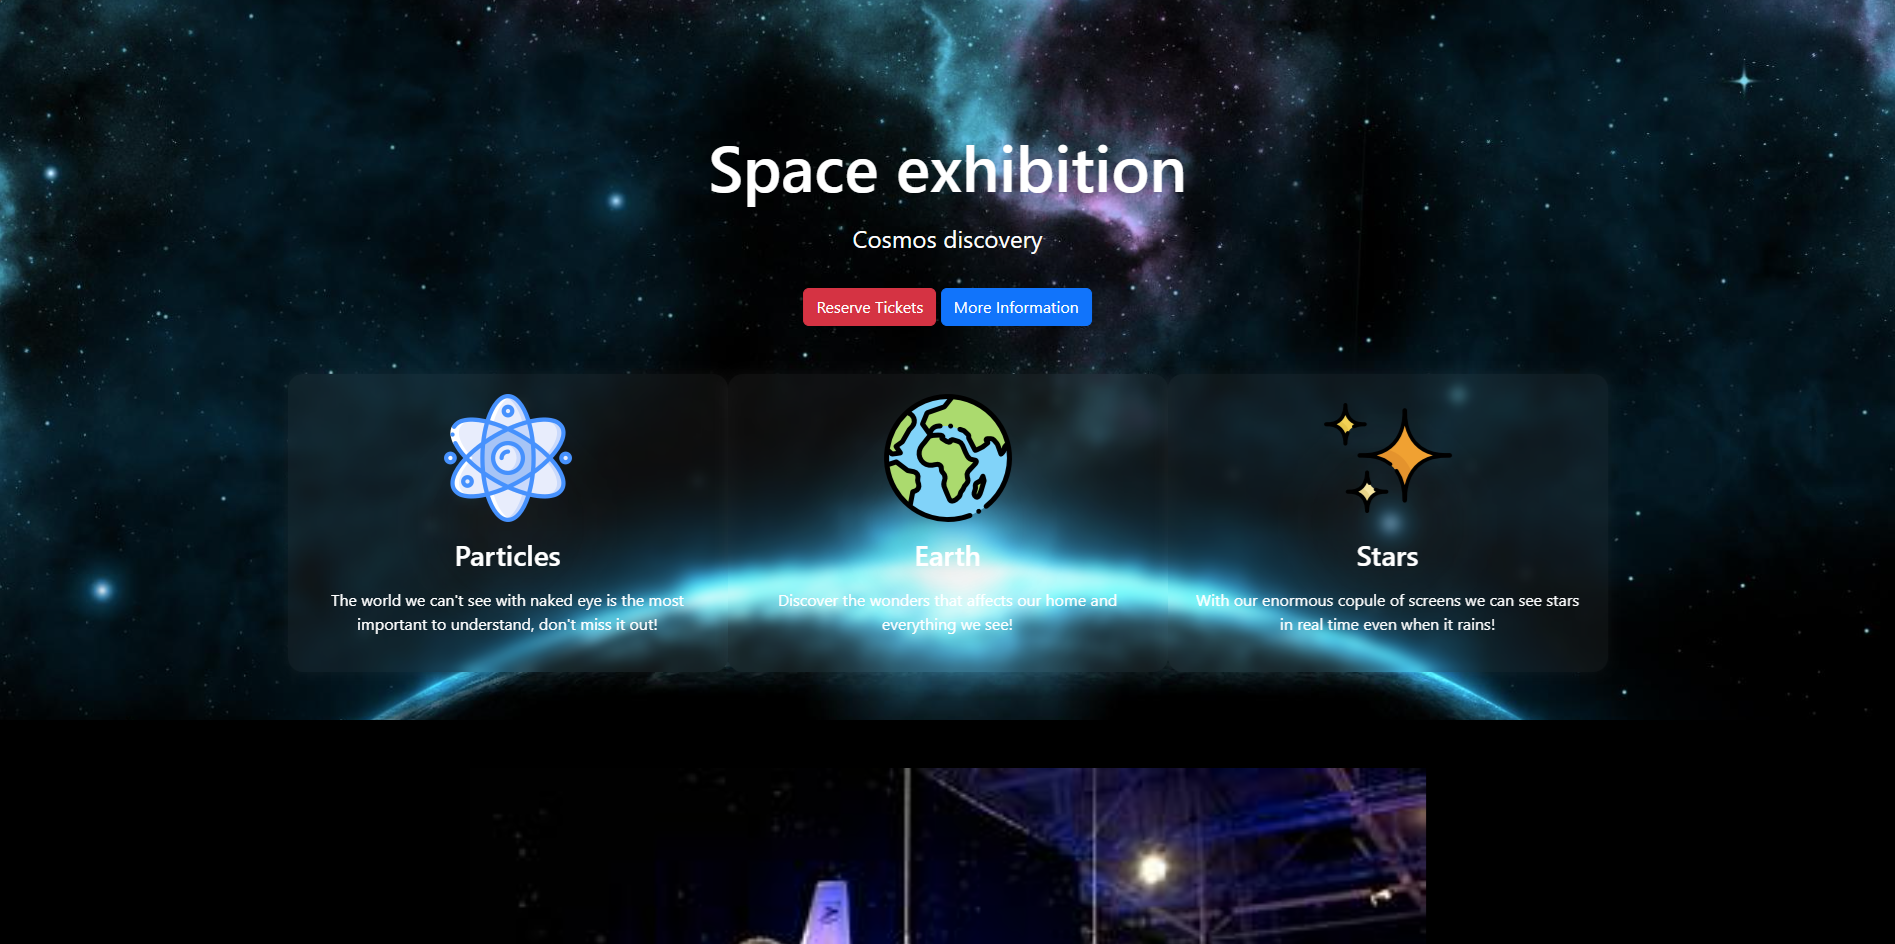 Space exhibition
Cosmos discovery
Reserve Tickets
More Information
Particles
The world we can't see with naked eye is the most
important to understand, don't miss it out!
Earth
Discover the wonders that affects our home and
everything we see!
Stars
With our enormous copule of screens we can see stars
in real time even when it rains!